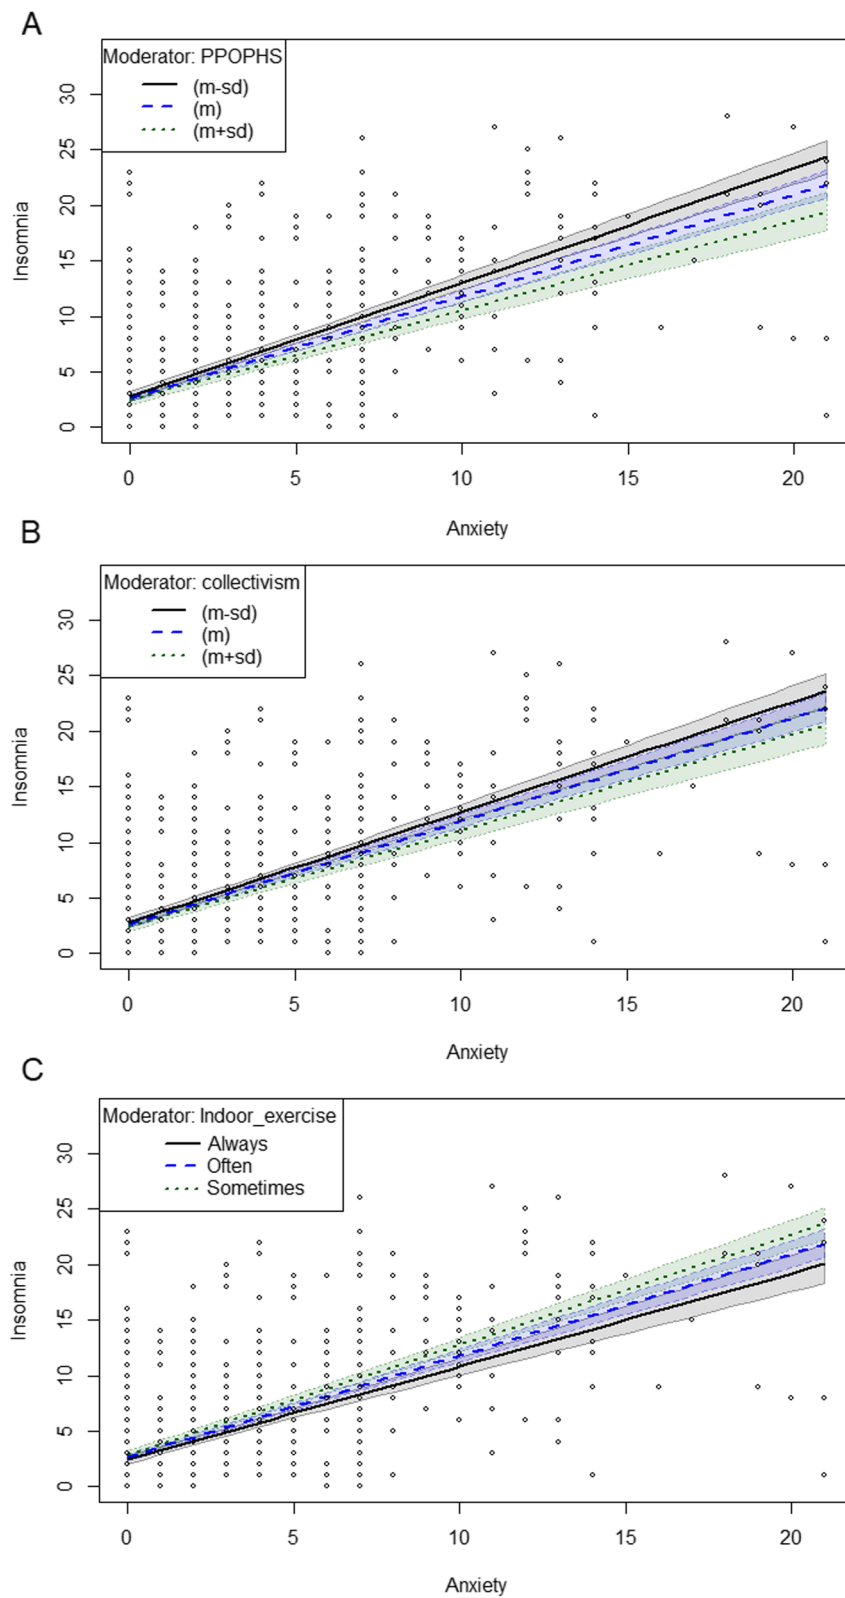 A
Moderator: PPOPHS
(m-sd)
(m)
(m+sd)
Insomnia
30
25
20
15
10
5
0
0 5 10 15 20
Anxiety
B
Moderator: collectivism
(m-sd)
(m)
(m+sd)
Insomnia
30
25
20
15
10
5
0
0 5 10 15 20
Anxiety
C
Moderator: Indoor_exercise
Always
Often
Sometimes
Insomnia
30
25
20
15
10
5
0
0 5 10 15 20
Anxiety